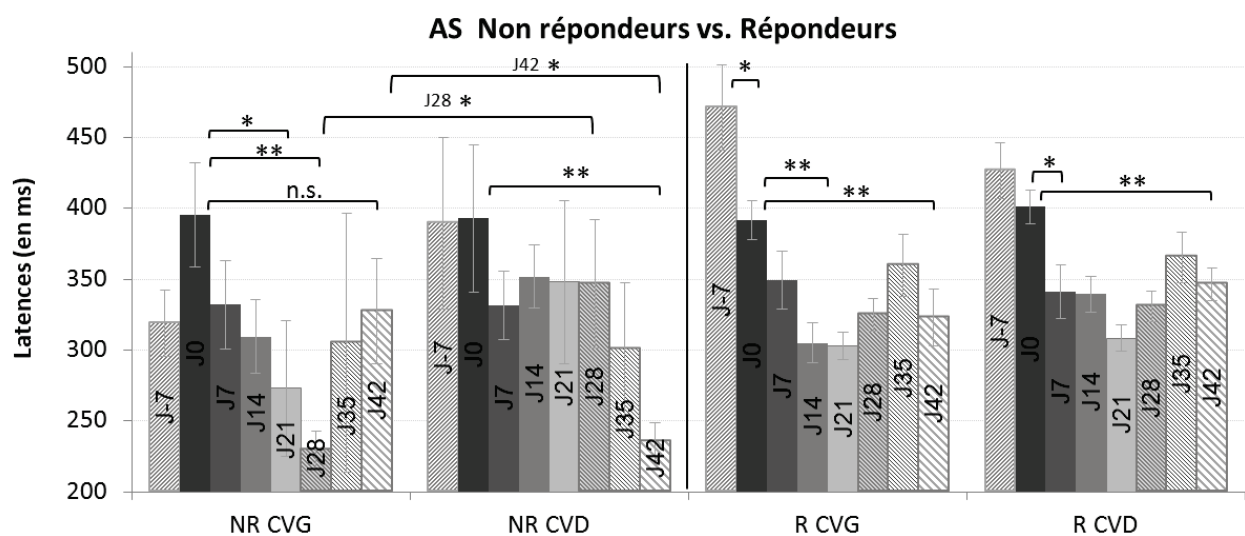 AS Non répondeurs vs. Répondeurs
Latences (en ms)
500
450
400
350
300
250
200
J42 *
J28 *
*
**
n.s.
**
*
**
**
*
**
J-7
J0
J7
J14
J21
J28
J35
J42
J-7
J0
J7
J14
J21
J28
J35
J42
J-7
J0
J7
J14
J21
J28
J35
J42
J-7
J0
J7
J14
J21
J28
J35
J42
NR CVG
NR CVD
R CVG
R CVD